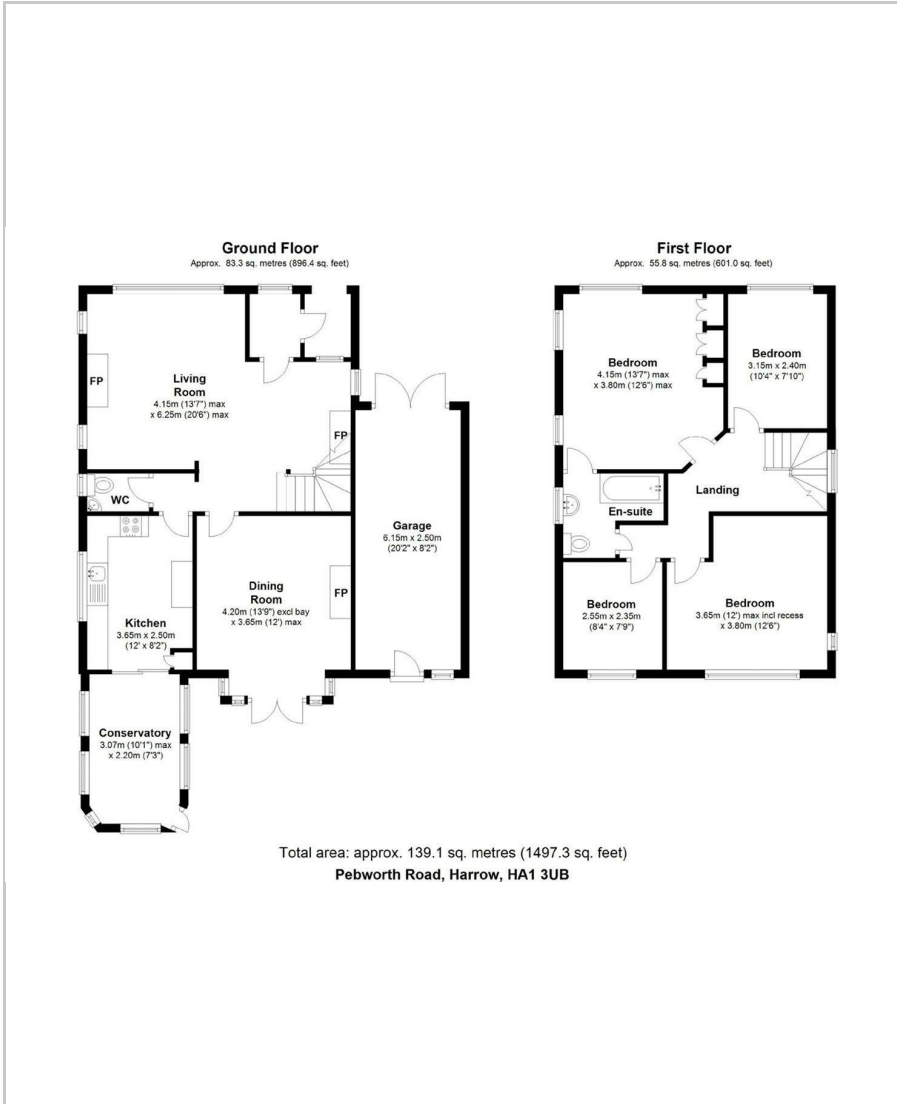 Ground Floor
Approx. 83.3 sq. metres (896.4 sq. feet)
FP
Living
Room
4.15m (13'7") max
x 6.25m (20'6") max
FP
WC
Kitchen
3.65m x 2.50m
(12' x 8'2")
Dining
Room
4.20m (13'9") excl bay
x 3.65m (12') max
FP
Garage
6.15m x 2.50m
(20'2" x 8'2")
Conservatory
3.07m (10'1") max
x 2.20m (7'3")
First Floor
Approx. 55.8 sq. metres (601.0 sq. feet)
Bedroom
4.15m (13'7") max
x 3.80m (12'6") max
Bedroom
3.15m x 2.40m
(10'4" x 7'10")
En-suite
Landing
Bedroom
2.55m x 2.35m
(8'4" x 7'9")
Bedroom
3.65m (12') max incl recess
x 3.80m (12'6")
Total area: approx. 139.1 sq. metres (1497.3 sq. feet)
Pebworth Road, Harrow, HA1 3UB